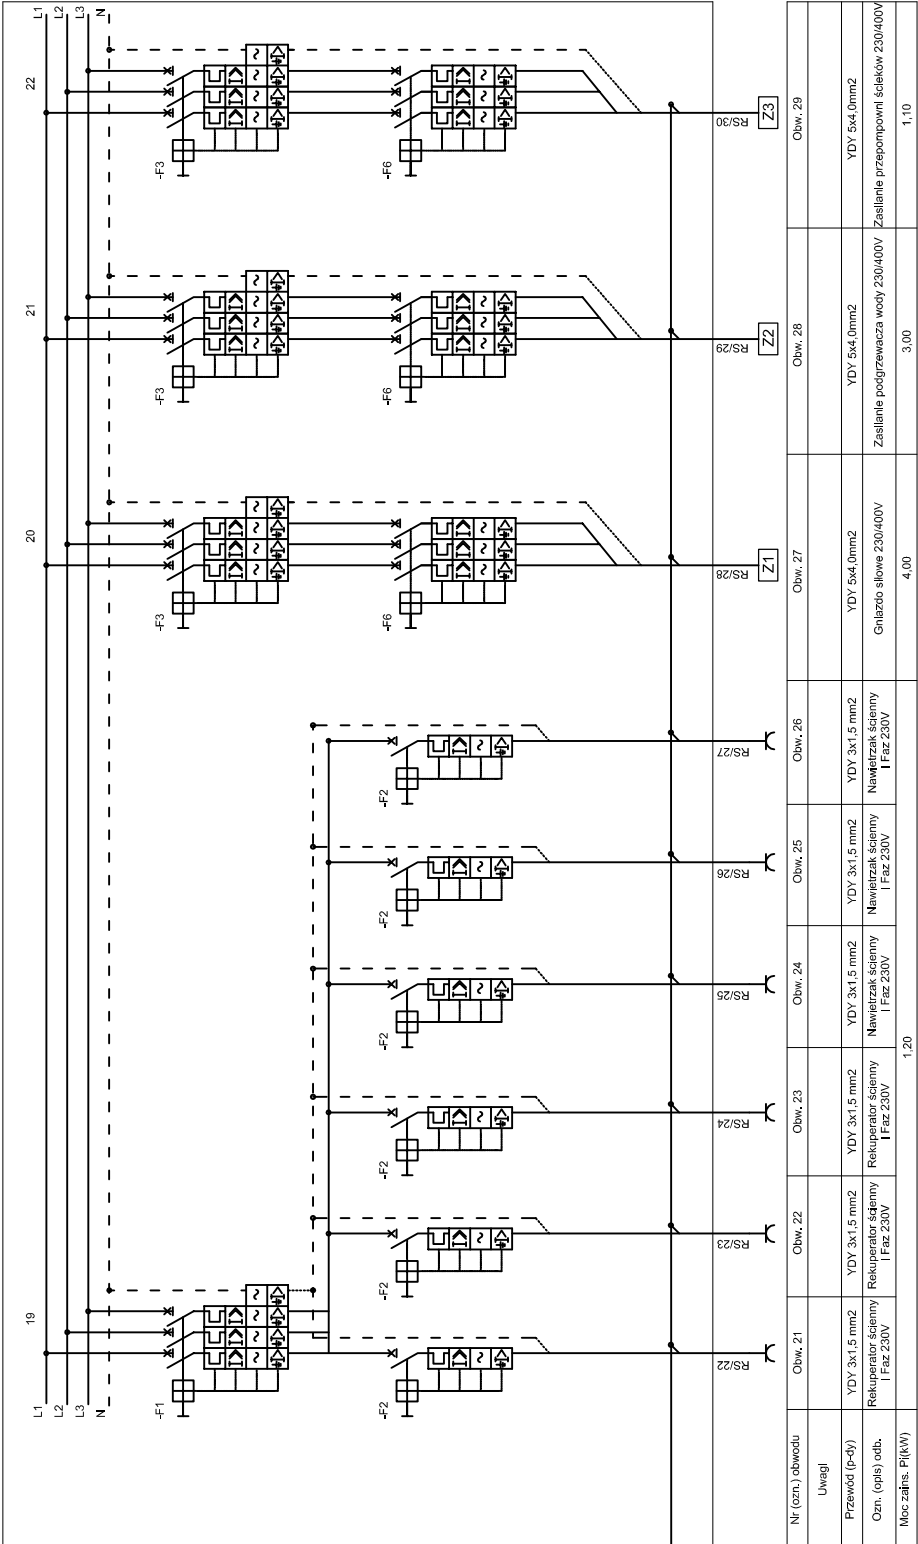 L1
L2
L3
N
19
20
21
22
L1
L2
L3
N
-F1
-F3
-F3
-F3
-F2
-F2
-F2
-F2
-F2
-F2
-F6
-F6
-F6
RS/22
RS/23
RS/24
RS/25
RS/26
RS/27
RS/28
RS/29
RS/30
Z1
Z2
Z3
Nr (ozn.) obwodu
Obw. 21
Obw. 22
Obw. 23
Obw. 24
Obw. 25
Obw. 26
Obw. 27
Obw. 28
Obw. 29
Uwagi
Przewód (p-dy)
YDY 3x1,5 mm2
YDY 3x1,5 mm2
YDY 3x1,5 mm2
YDY 3x1,5 mm2
YDY 3x1,5 mm2
YDY 3x1,5 mm2
YDY 5x4,0mm2
YDY 5x4,0mm2
YDY 5x4,0mm2
Ozn. (opis) odb.
Rekuperator ścienny
I Faz 230V
Rekuperator ścienny
I Faz 230V
Rekuperator ścienny
I Faz 230V
Nawietrzak ścienny
I Faz 230V
Nawietrzak ścienny
I Faz 230V
Nawietrzak ścienny
I Faz 230V
Gniazdo siłowe 230/400V
Zasilanie podgrzewacza wody 230/400V
Zasilanie przepompowni ścieków 230/400V
Moc zains. Pi(kW)
1,20
4,00
3,00
1,10